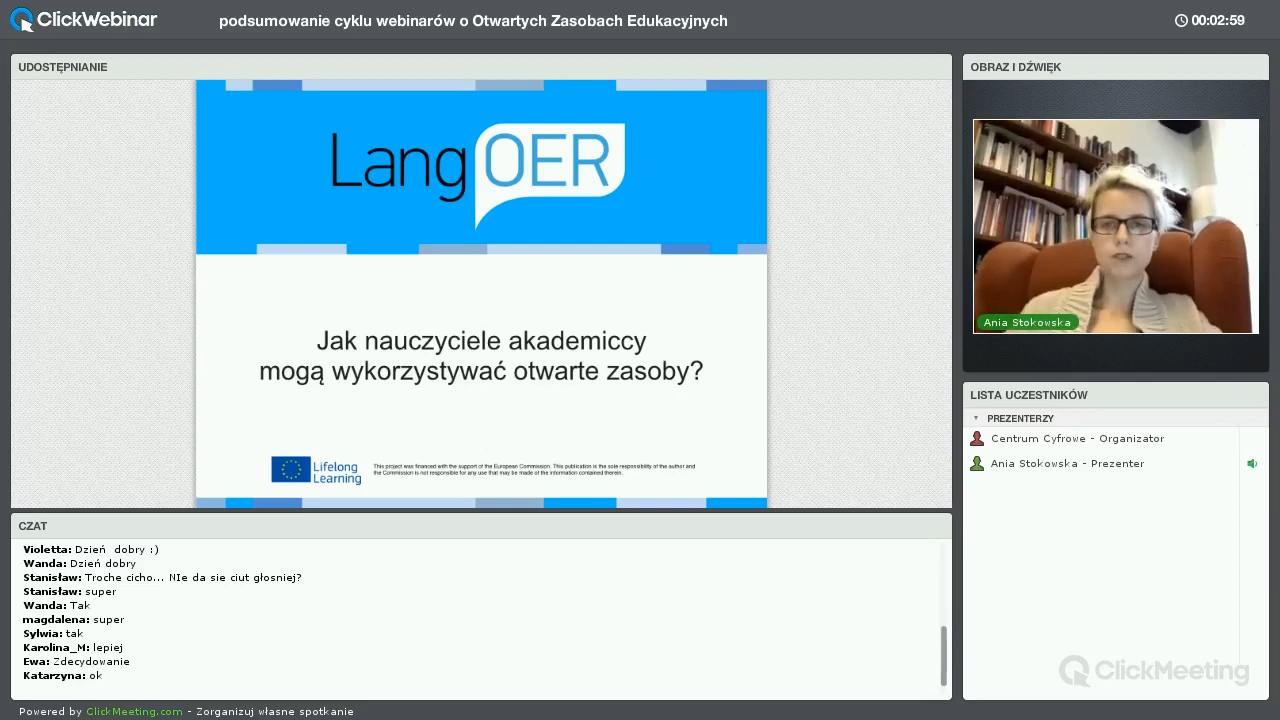 ClickWebinar
podsumowanie cyklu webinarów o Otwartych Zasobach Edukacyjnych
00:02:59
UDOSTĘPNIANIE
LangOER
Jak nauczyciele akademiccy
mogą wykorzystywać otwarte zasoby?
Lifelong
Learning
This project was financed with the support of the European Commission. This publication is the sole responsibility of the author and
the Commission is not responsible for any use that may be made of the information contained therein.
CZAT
Violetta: Dzień dobry :)
Wanda: Dzień dobry
Stanisław: Troche cicho... NIe da sie ciut głosniej?
Stanisław: super
Wanda: Tak
magdalena: super
Sylwia: tak
Karolina_M: lepiej
Ewa: Zdecydowanie
Katarzyna: ok
OBRAZ I DŹWIĘK
Ania Stokowska
LISTA UCZESTNIKÓW
PREZENTERZY
Centrum Cyfrowe - Organizator
Ania Stokowska - Prezenter
ClickMeeting
Powered by ClickMeeting.com - Zorganizuj własne spotkanie